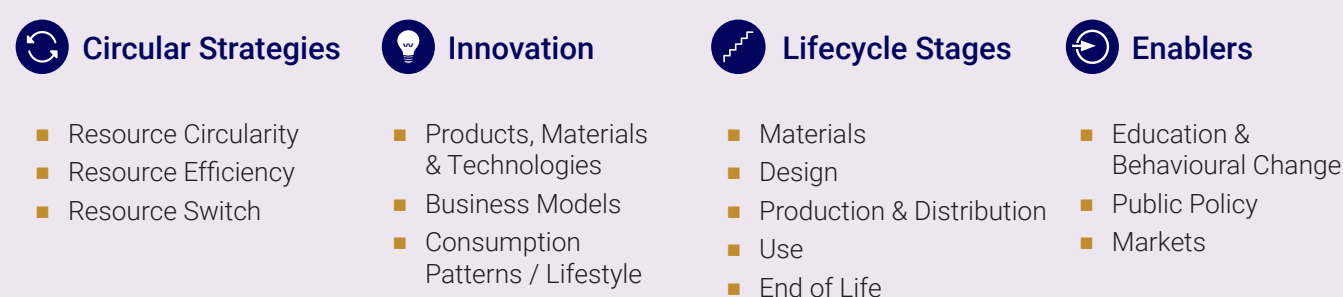 Circular Strategies
Resource Circularity
Resource Efficiency
Resource Switch
Innovation
Products, Materials
& Technologies
Business Models
Consumption
Patterns / Lifestyle
Lifecycle Stages
Materials
Design
Production & Distribution
Use
End of Life
Enablers
Education &
Behavioural Change
Public Policy
Markets